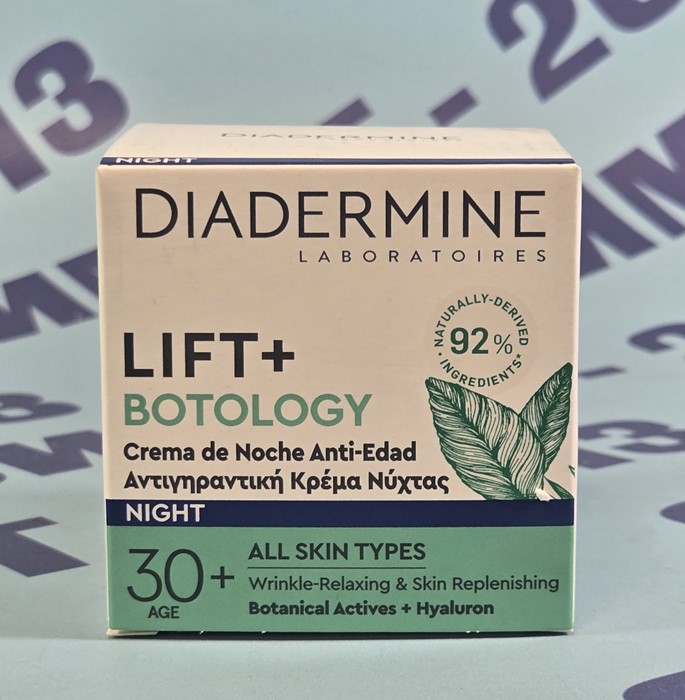 DIADERMINE
NIGHT
DIADERMINE
LABORATOIRES
NATURALLY-DERIVED
92%
INGREDIENTS*
LIFT+
BOTOLOGY
Crema de Noche Anti-Edad
Αντιγηραντική Κρέμα Νύχτας
NIGHT
30+
AGE
ALL SKIN TYPES
Wrinkle-Relaxing & Skin Replenishing
Botanical Actives + Hyaluron